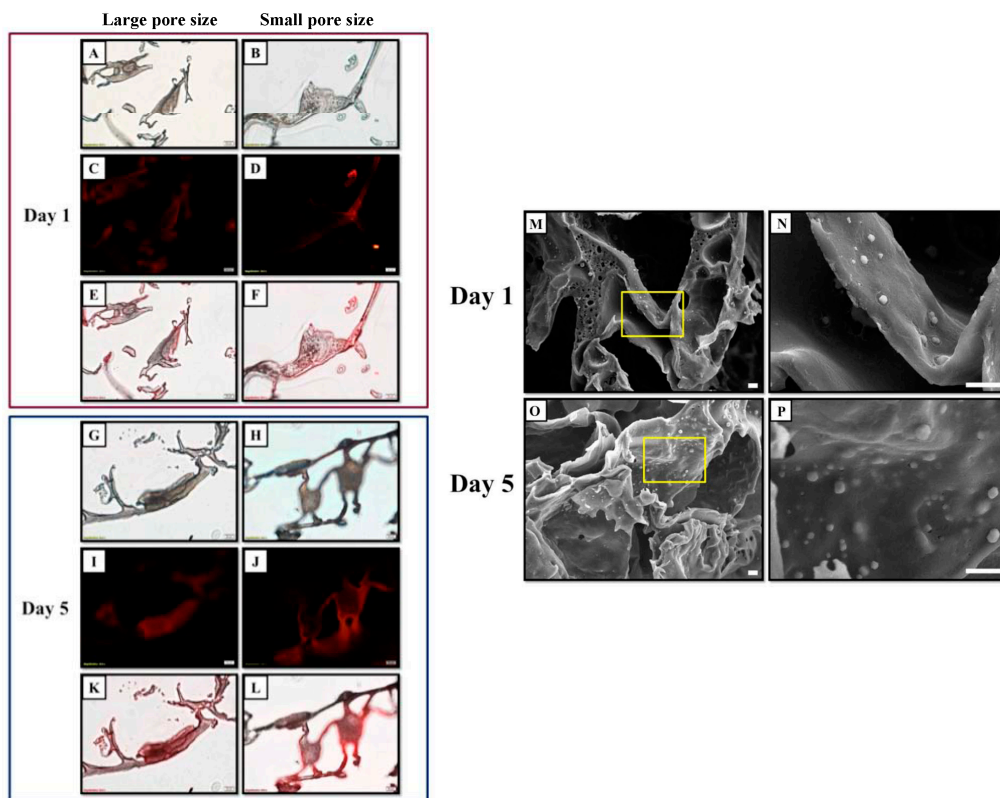 Large pore size Small pore size
A B
C D
Day 1
E F
G H
I J
Day 5
K L
M N
Day 1
O P
Day 5